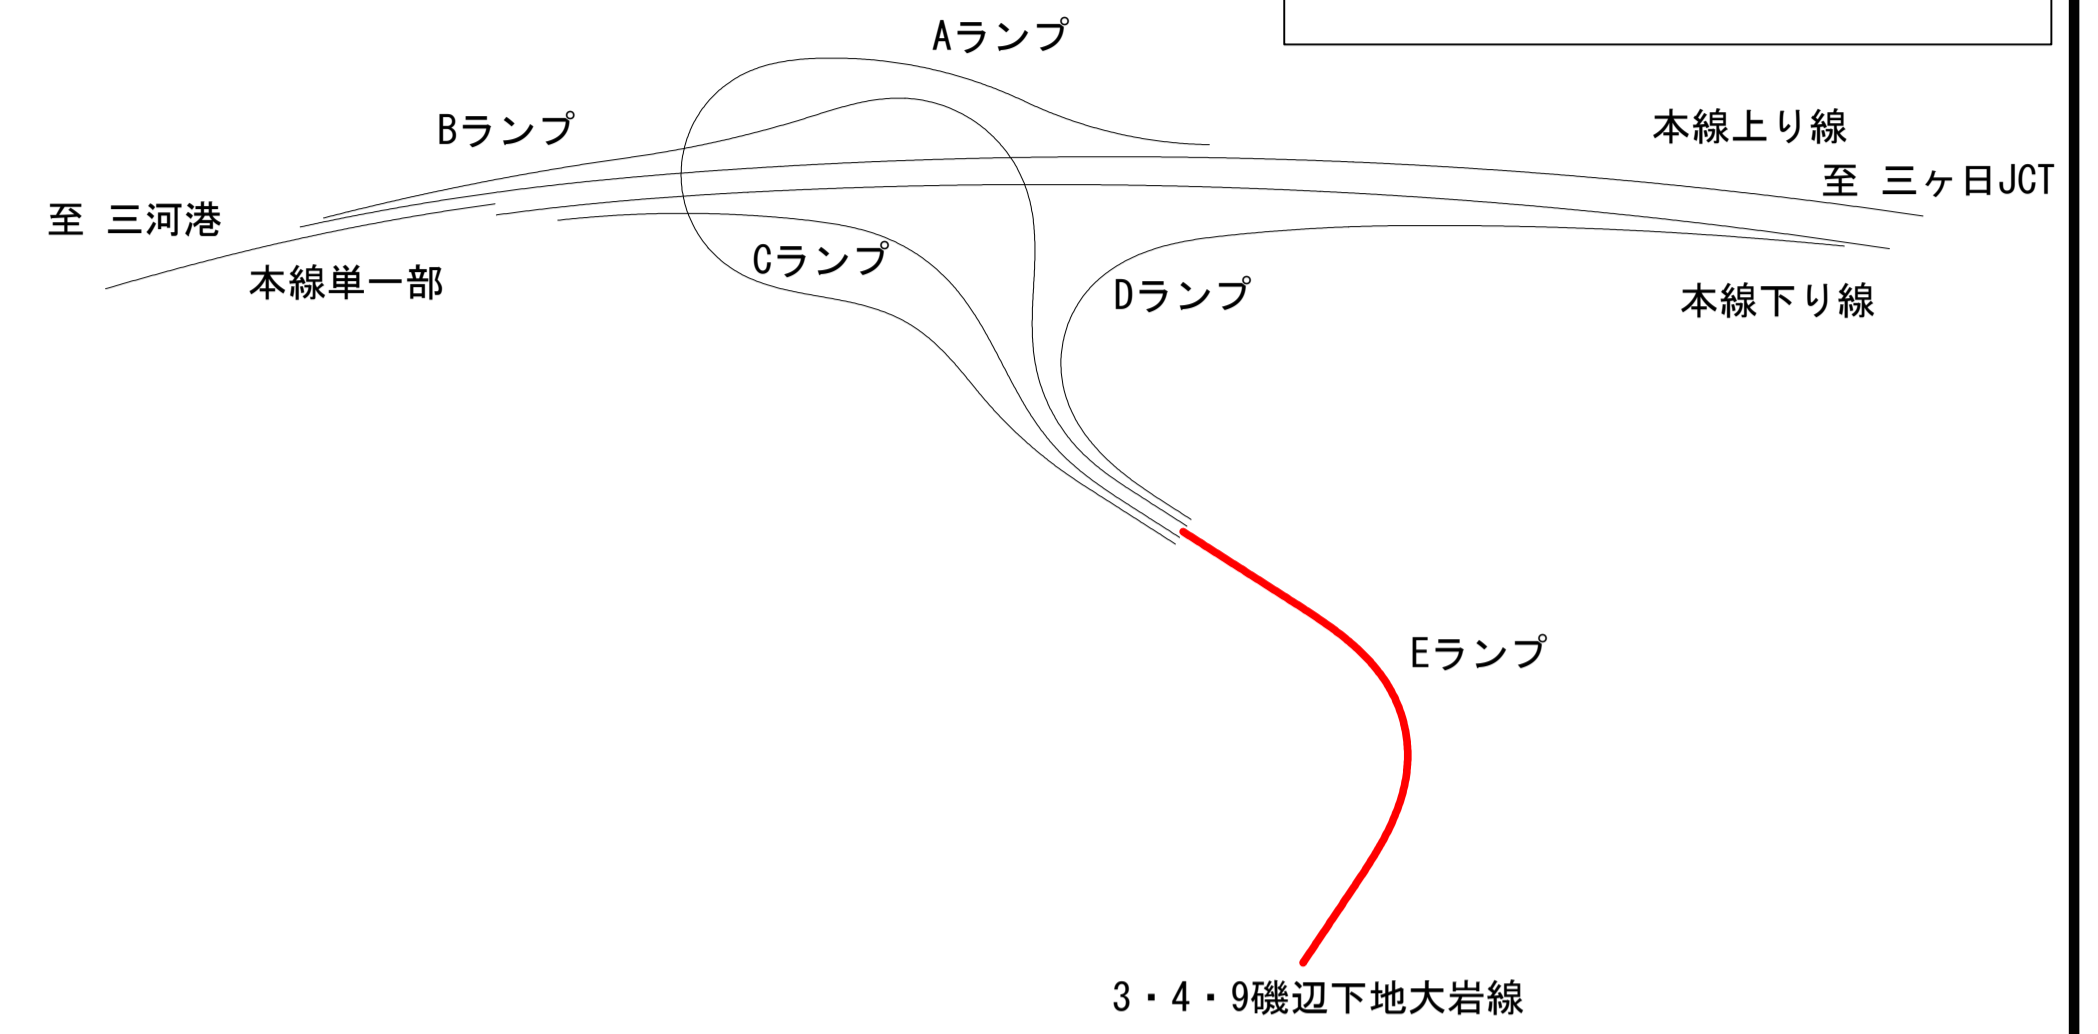 Aランプ
Bランプ
本線上り線
至 三ヶ日JCT
至 三河港
Cランプ
本線単一部
Dランプ
本線下り線
Eランプ
3・4・9磯辺下地大岩線